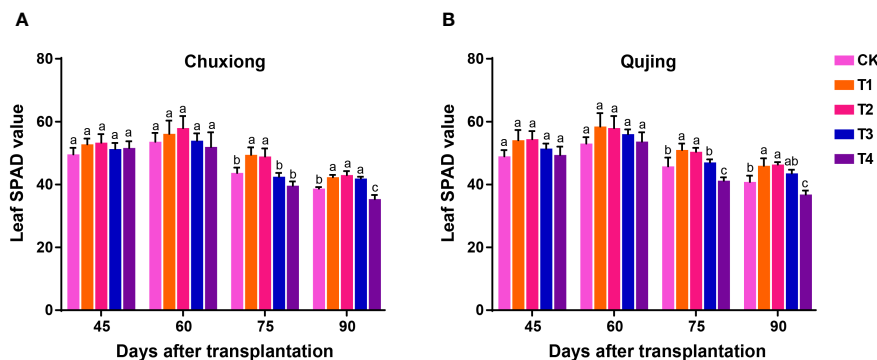 A
Chuxiong
Leaf SPAD value
80
60
40
20
0
a a a a a
a a a a a
b a a b b
b a a a c
45 60 75 90
Days after transplantation
B
Qujing
Leaf SPAD value
80
60
40
20
0
a a a a a
a a a a a
b a a b c
b a a ab c
45 60 75 90
Days after transplantation
CK
T1
T2
T3
T4